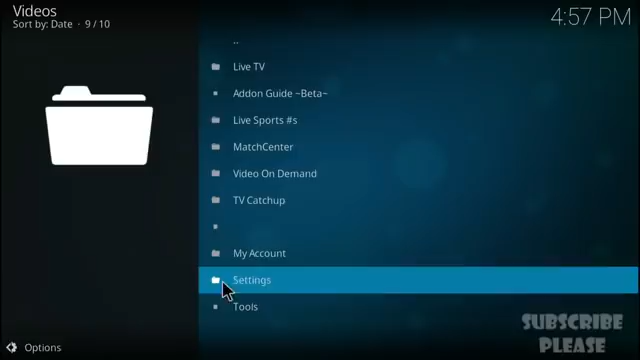 Videos
Sort by: Date · 9 / 10
4:57 PM
..
Live TV
Addon Guide ~Beta~
Live Sports #s
MatchCenter
Video On Demand
TV Catchup
My Account
Settings
Tools
SUBSCRIBE
PLEASE
Options